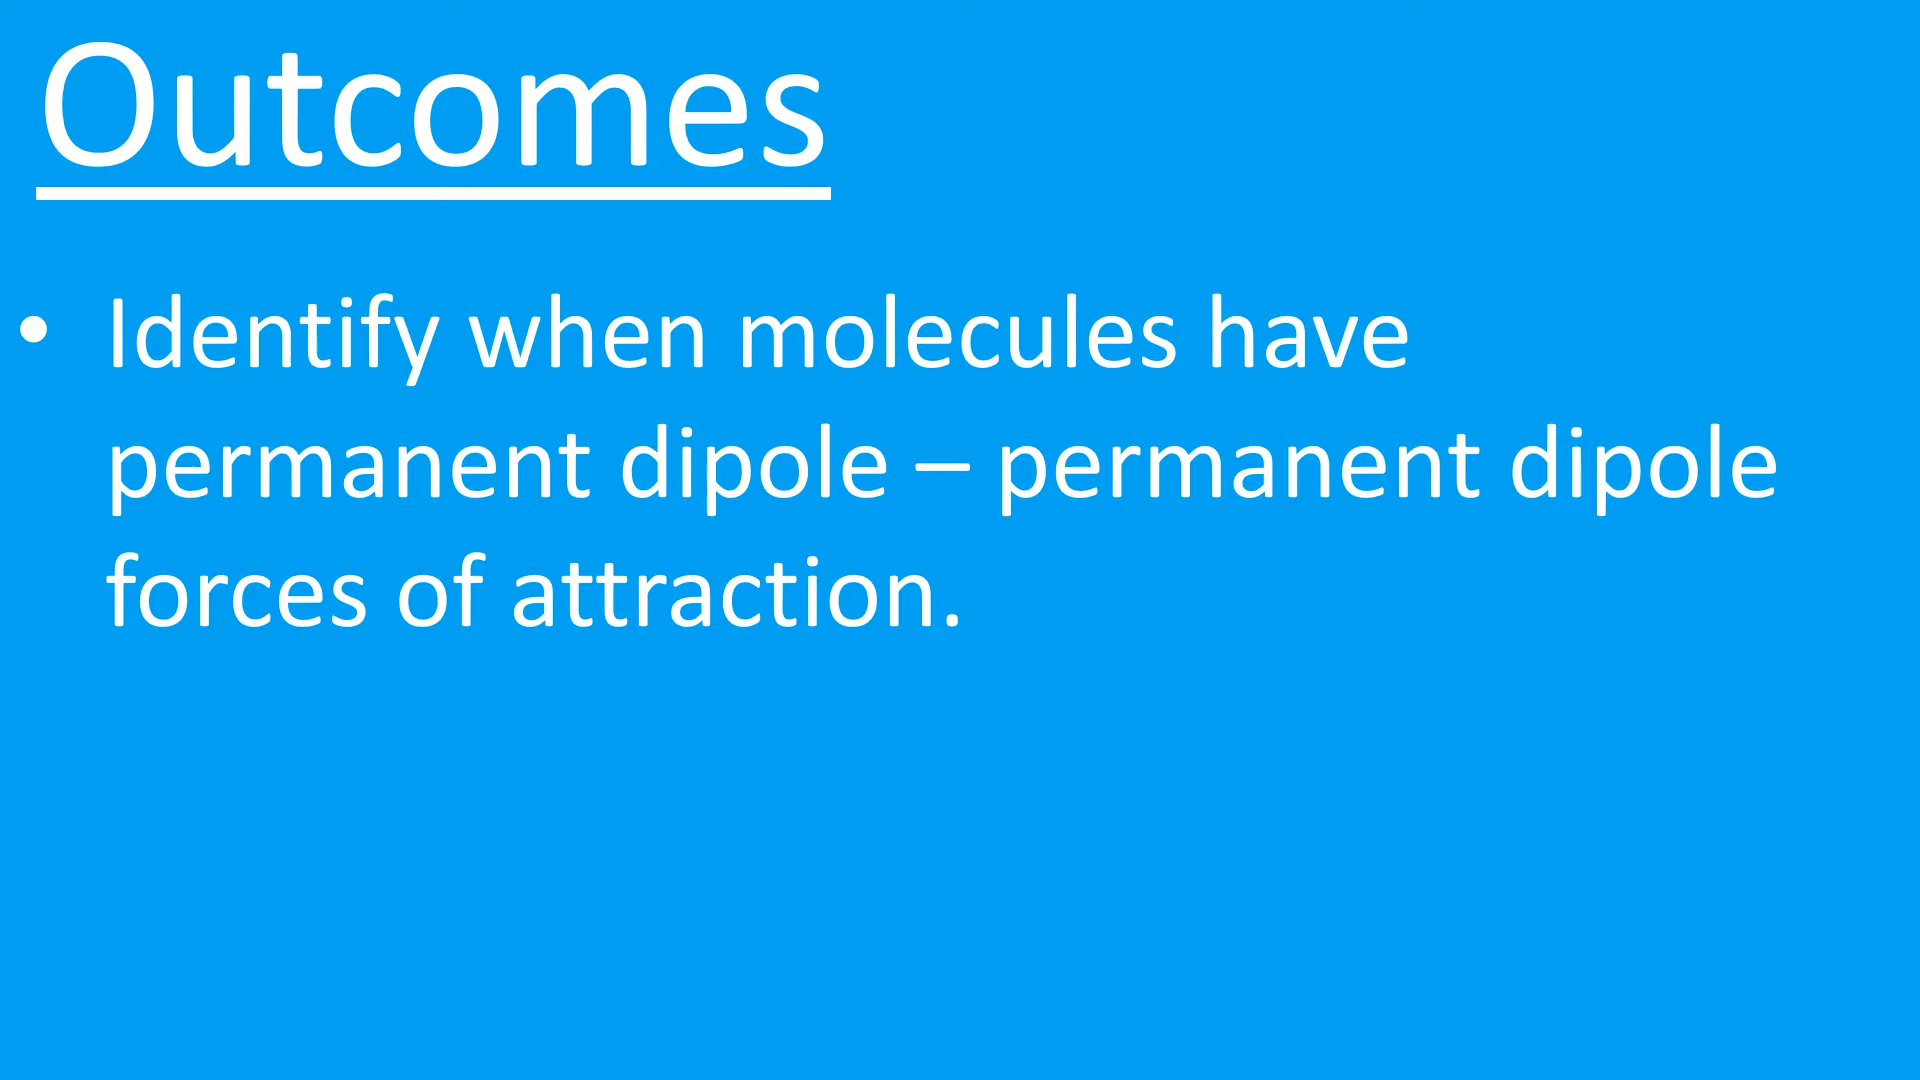 Outcomes
• Identify when molecules have
permanent dipole – permanent dipole
forces of attraction.